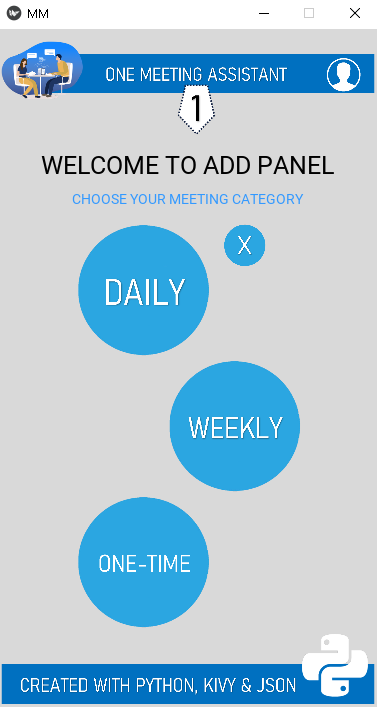 MM
ONE MEETING ASSISTANT
1
WELCOME TO ADD PANEL
CHOOSE YOUR MEETING CATEGORY
DAILY
X
WEEKLY
ONE-TIME
CREATED WITH PYTHON, KIVY & JSON